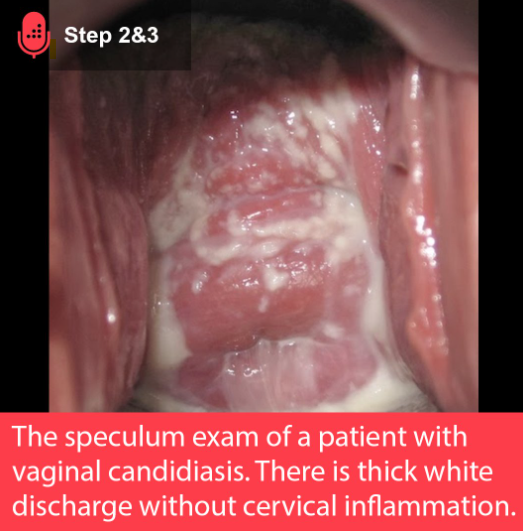 Step 2&3
The speculum exam of a patient with
vaginal candidiasis. There is thick white
discharge without cervical inflammation.